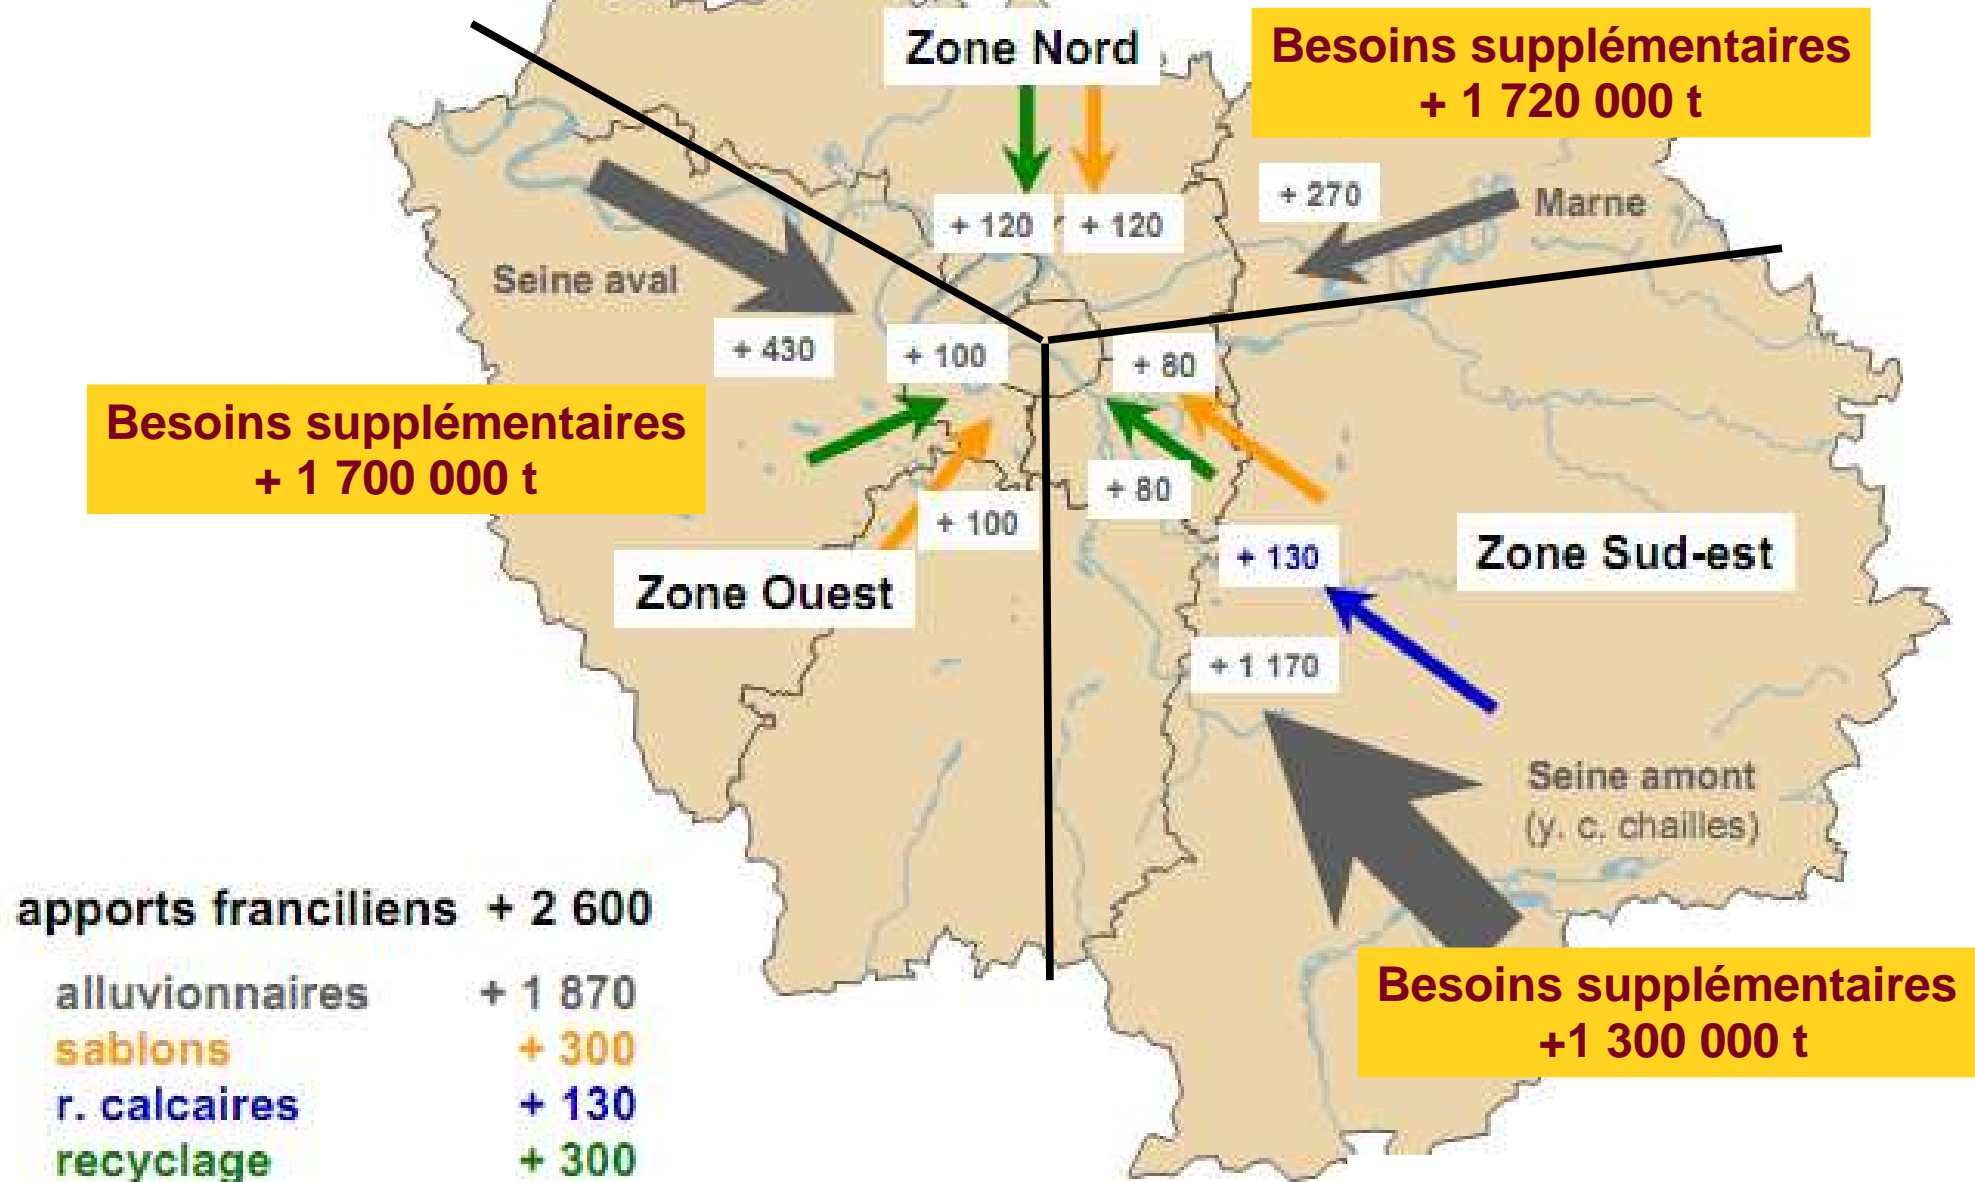 Zone Nord
Besoins supplémentaires
+ 1 720 000 t
+ 270
Marne
+ 120
+ 120
Seine aval
+ 430
+ 100
+ 80
Besoins supplémentaires
+ 1 700 000 t
+ 80
+ 100
Zone Ouest
+ 130
Zone Sud-est
+ 1 170
Seine amont
(y. c. chailles)
apports franciliens + 2 600
alluvionnaires + 1 870
sablons + 300
r. calcaires + 130
recyclage + 300
Besoins supplémentaires
+1 300 000 t